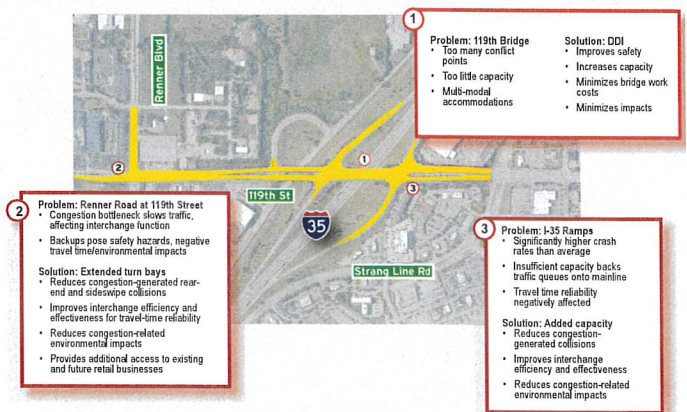 1
Problem: 119th Bridge
• Too many conflict
points
• Too little capacity
• Multi-modal
accommodations
Solution: DDI
• Improves safety
• Increases capacity
• Minimizes bridge work
costs
• Minimizes impacts
Renner Blvd
2
1
3
119th St
35
Strang Line Rd
2
Problem: Renner Road at 119th Street
• Congestion bottleneck slows traffic,
affecting interchange function
• Backups pose safety hazards, negative
travel time/environmental impacts
Solution: Extended turn bays
• Reduces congestion-generated rear-
end and sideswipe collisions
• Improves interchange efficiency and
effectiveness for travel-time reliability
• Reduces congestion-related
environmental impacts
• Provides additional access to existing
and future retail businesses
3
Problem: I-35 Ramps
• Significantly higher crash
rates than average
• Insufficient capacity backs
traffic queues onto mainline
• Travel time reliability
negatively affected
Solution: Added capacity
• Reduces congestion-
generated collisions
• Improves interchange
efficiency and effectiveness
• Reduces congestion-related
environmental impacts